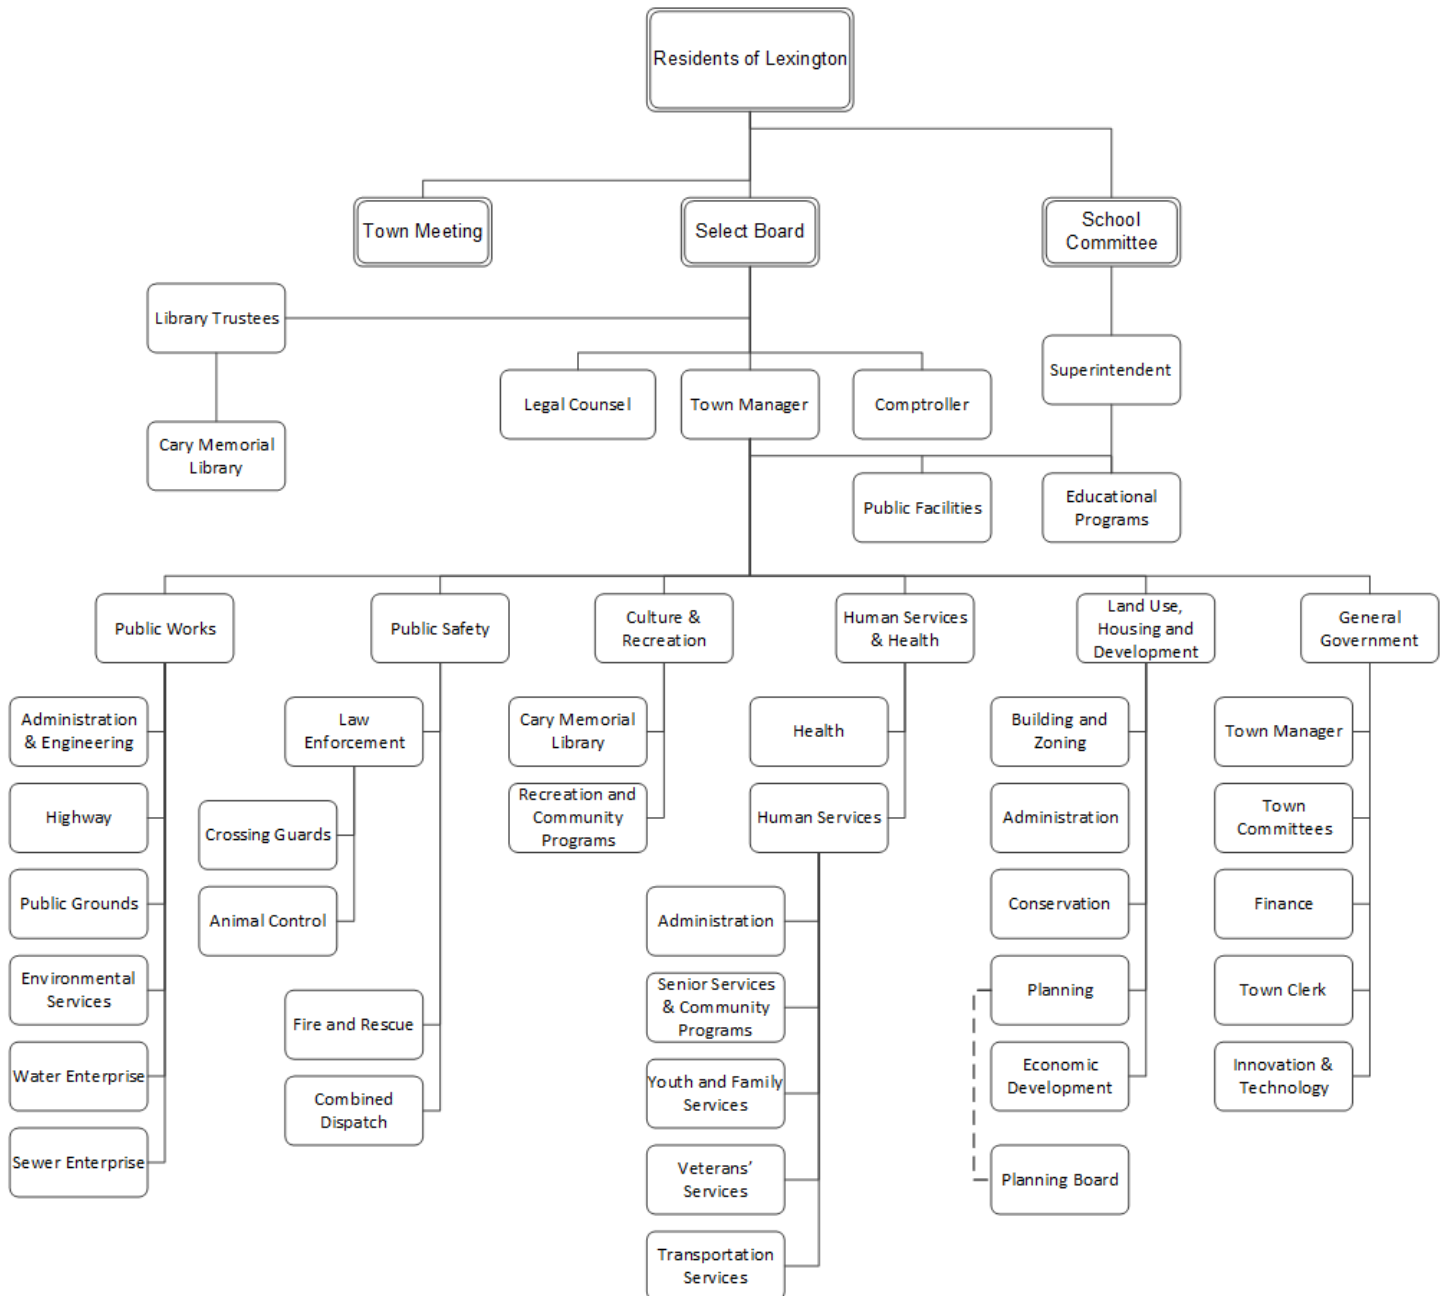 Residents of Lexington
Town Meeting
Select Board
School
Committee
Library Trustees
Superintendent
Legal Counsel
Town Manager
Comptroller
Cary Memorial
Library
Public Facilities
Educational
Programs
Public Works
Public Safety
Culture &
Recreation
Human Services
& Health
Land Use,
Housing and
Development
General
Government
Administration
& Engineering
Highway
Public Grounds
Environmental
Services
Water Enterprise
Sewer Enterprise
Law
Enforcement
Crossing Guards
Animal Control
Fire and Rescue
Combined
Dispatch
Cary Memorial
Library
Recreation and
Community
Programs
Health
Human Services
Administration
Senior Services
& Community
Programs
Youth and Family
Services
Veterans’
Services
Transportation
Services
Building and
Zoning
Administration
Conservation
Planning
Economic
Development
Planning Board
Town Manager
Town
Committees
Finance
Town Clerk
Innovation &
Technology